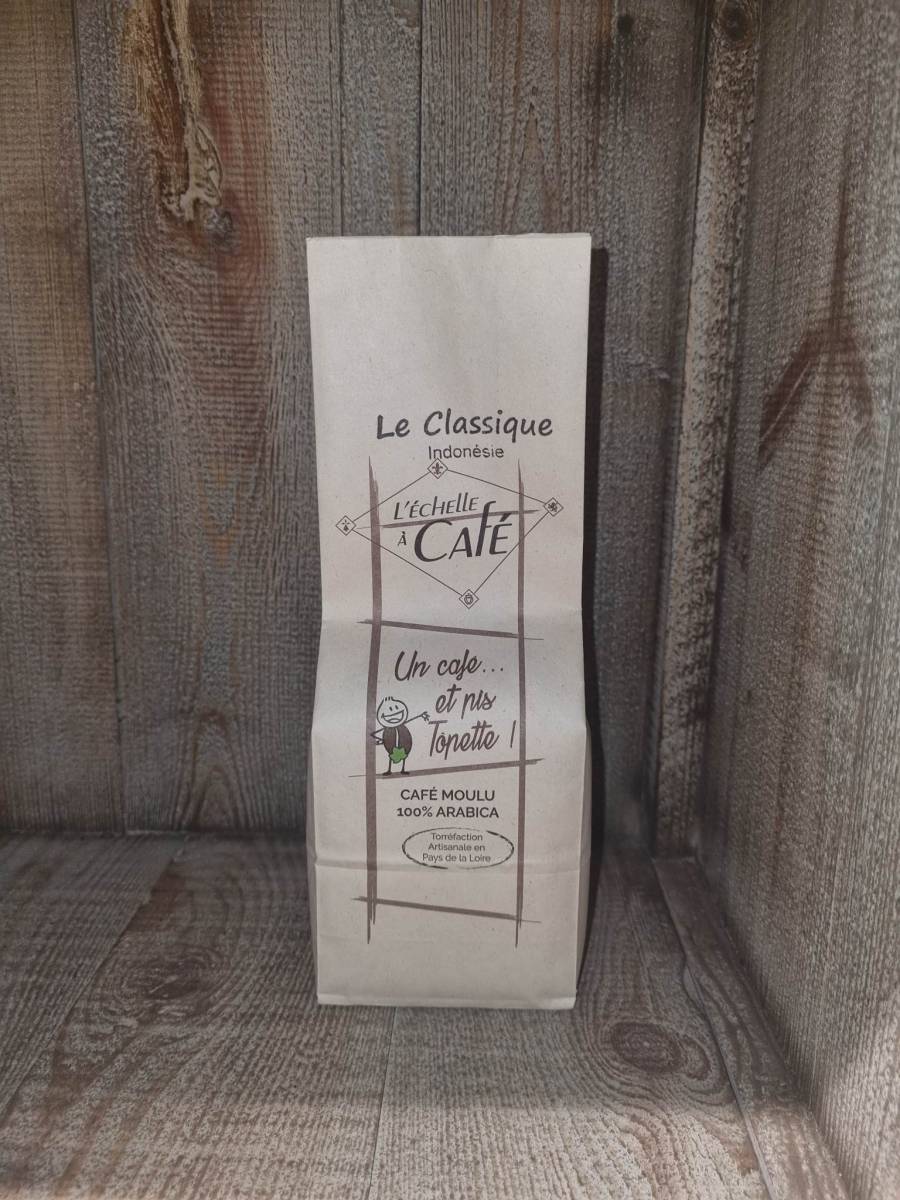 Le Classique
Indonésie
L'ÉCHELLE
À CAFÉ
Un café...
et pis
Topette !
CAFÉ MOULU
100% ARABICA
Torréfaction
Artisanale en
Pays de la Loire